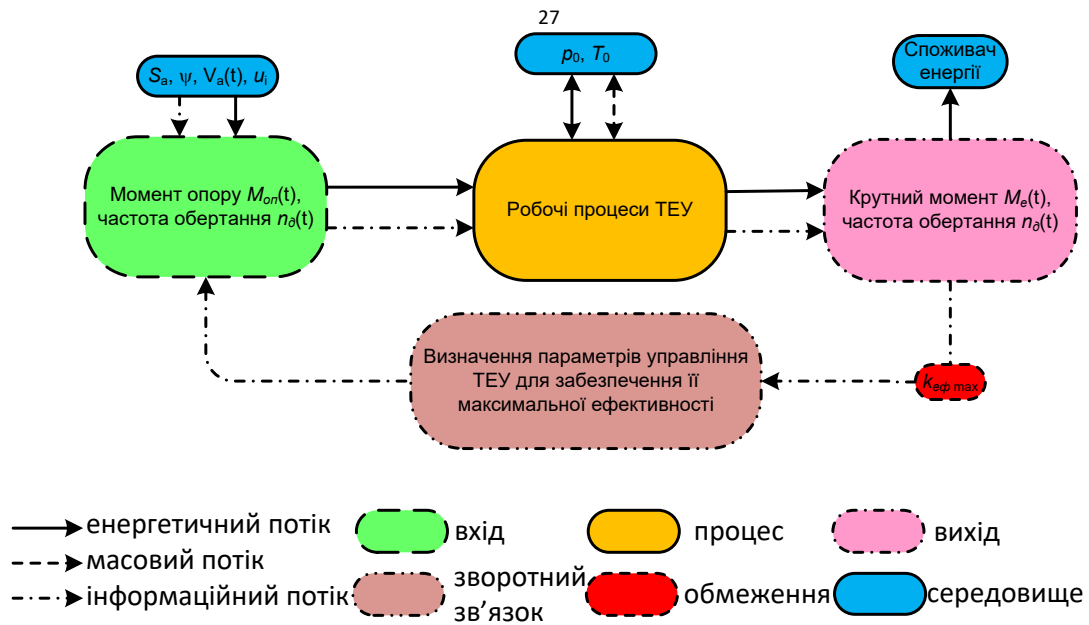 27
Sₐ, ψ, Vₐ(t), uᵢ
p₀, T₀
Споживач
енергії
Момент опору Mоп(t),
частота обертання nд(t)
Робочі процеси ТЕУ
Крутний момент Mе(t),
частота обертання nд(t)
Визначення параметрів управління
ТЕУ для забезпечення її
максимальної ефективності
kеф max
енергетичний потік
вхід
процес
вихід
масовий потік
інформаційний потік
зворотний
зв’язок
обмеження
середовище